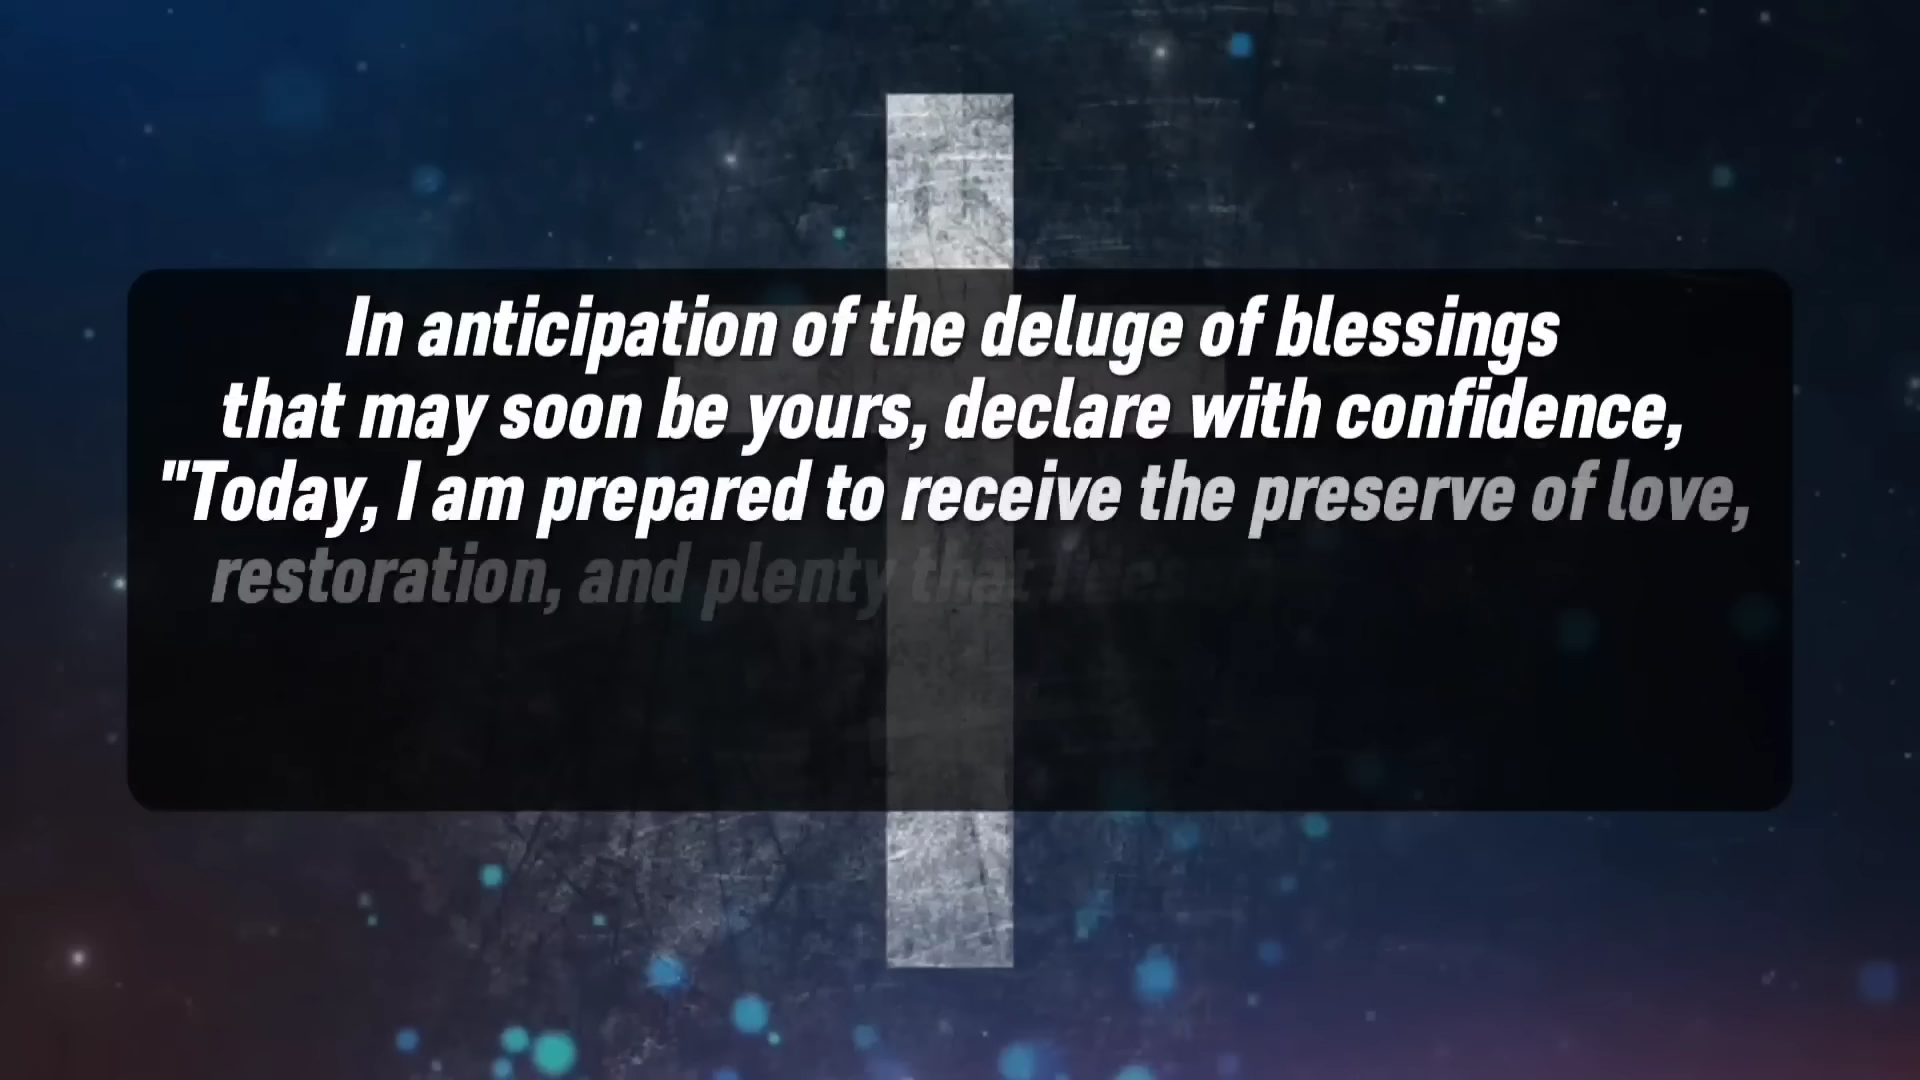 In anticipation of the deluge of blessings
that may soon be yours, declare with confidence,
"Today, I am prepared to receive the preserve of love,
restoration, and plenty that